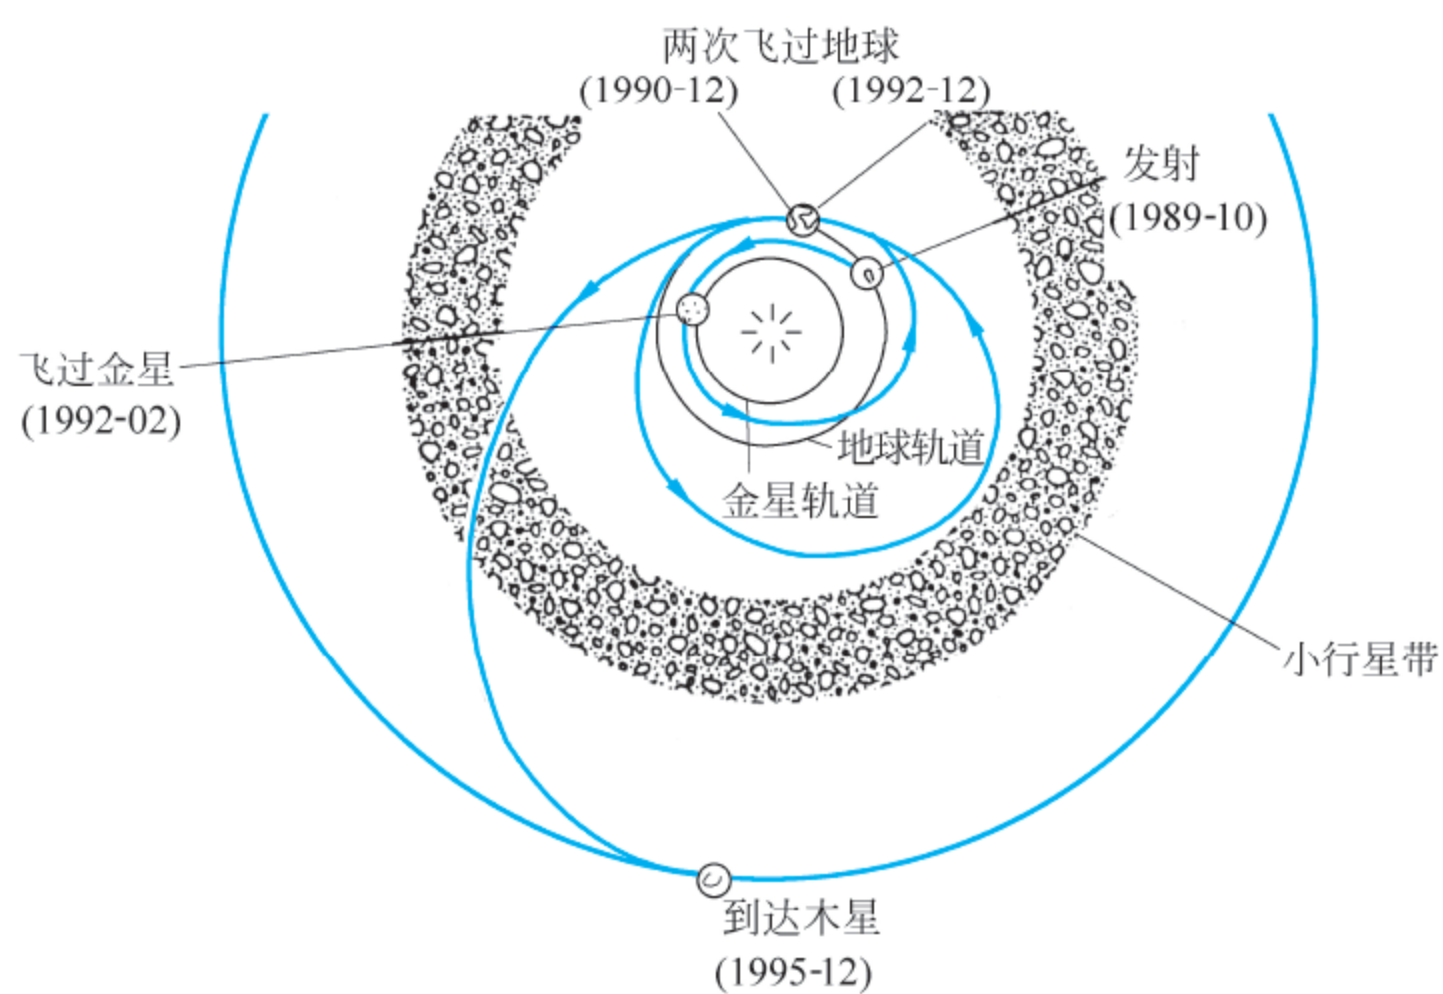 两次飞过地球
(1990-12)
(1992-12)
发射
(1989-10)
飞过金星
(1992-02)
地球轨道
金星轨道
小行星带
到达木星
(1995-12)